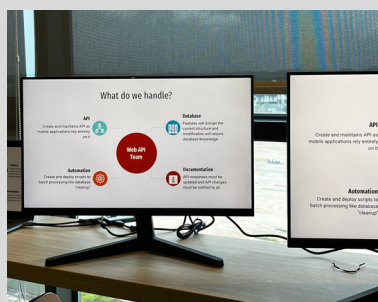 What do we handle?
API
Create and maintains API as
mobile applications rely entirely
on it
Database
Features will disrupt the
current structure and
modification will require
database knowledge
Web API
Team
Automation
Create and deploy scripts to
batch processing like database
"cleanup"
Documentation
API responses must be
updated and API changes
must be notified to all
API
Create and maintains API as
mobile applications rely entirely
on it
Automation
Create and deploy scripts to
batch processing like database
"cleanup"